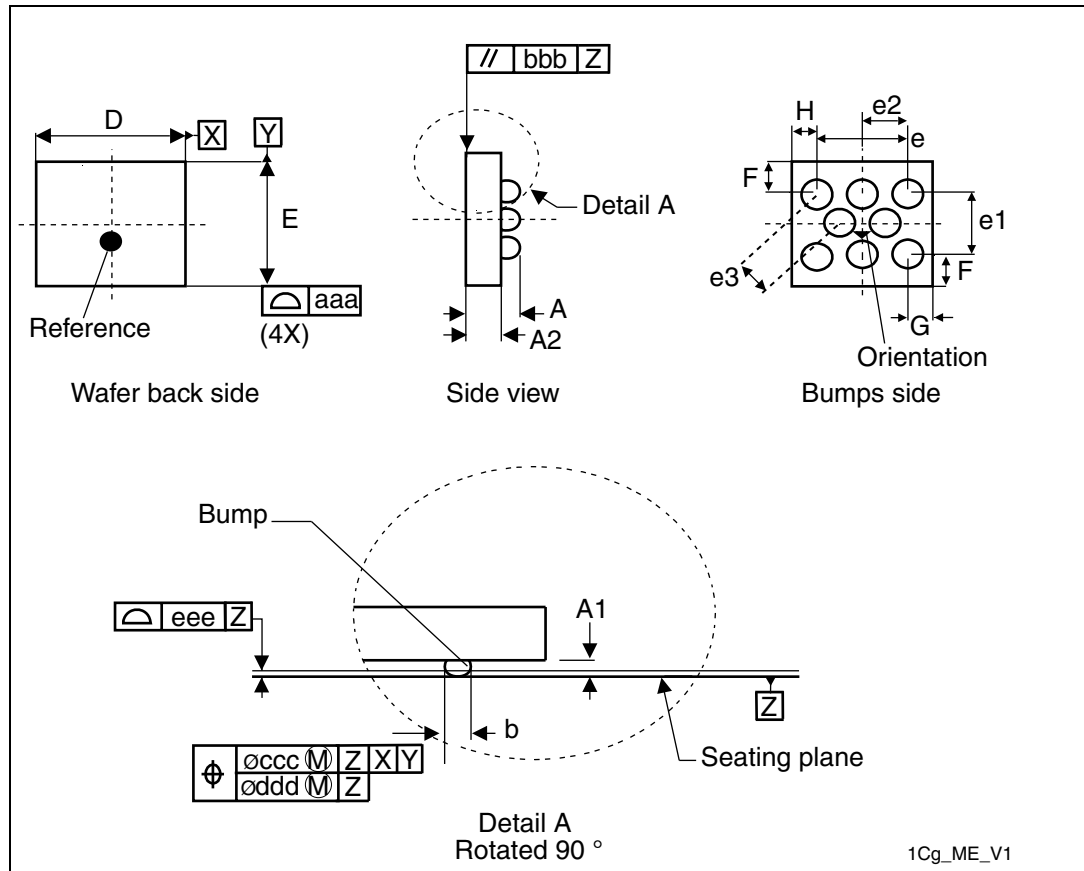 // bbb Z
D
X
Y
E
Reference
⌓ aaa
(4X)
Wafer back side
Detail A
A
A2
Side view
H
e2
e
F
e1
e3
F
G
Orientation
Bumps side
Bump
⌓ eee Z
A1
Z
b
Seating plane
⌖ øccc Ⓜ Z X Y
øddd Ⓜ Z
Detail A
Rotated 90 °
1Cg_ME_V1